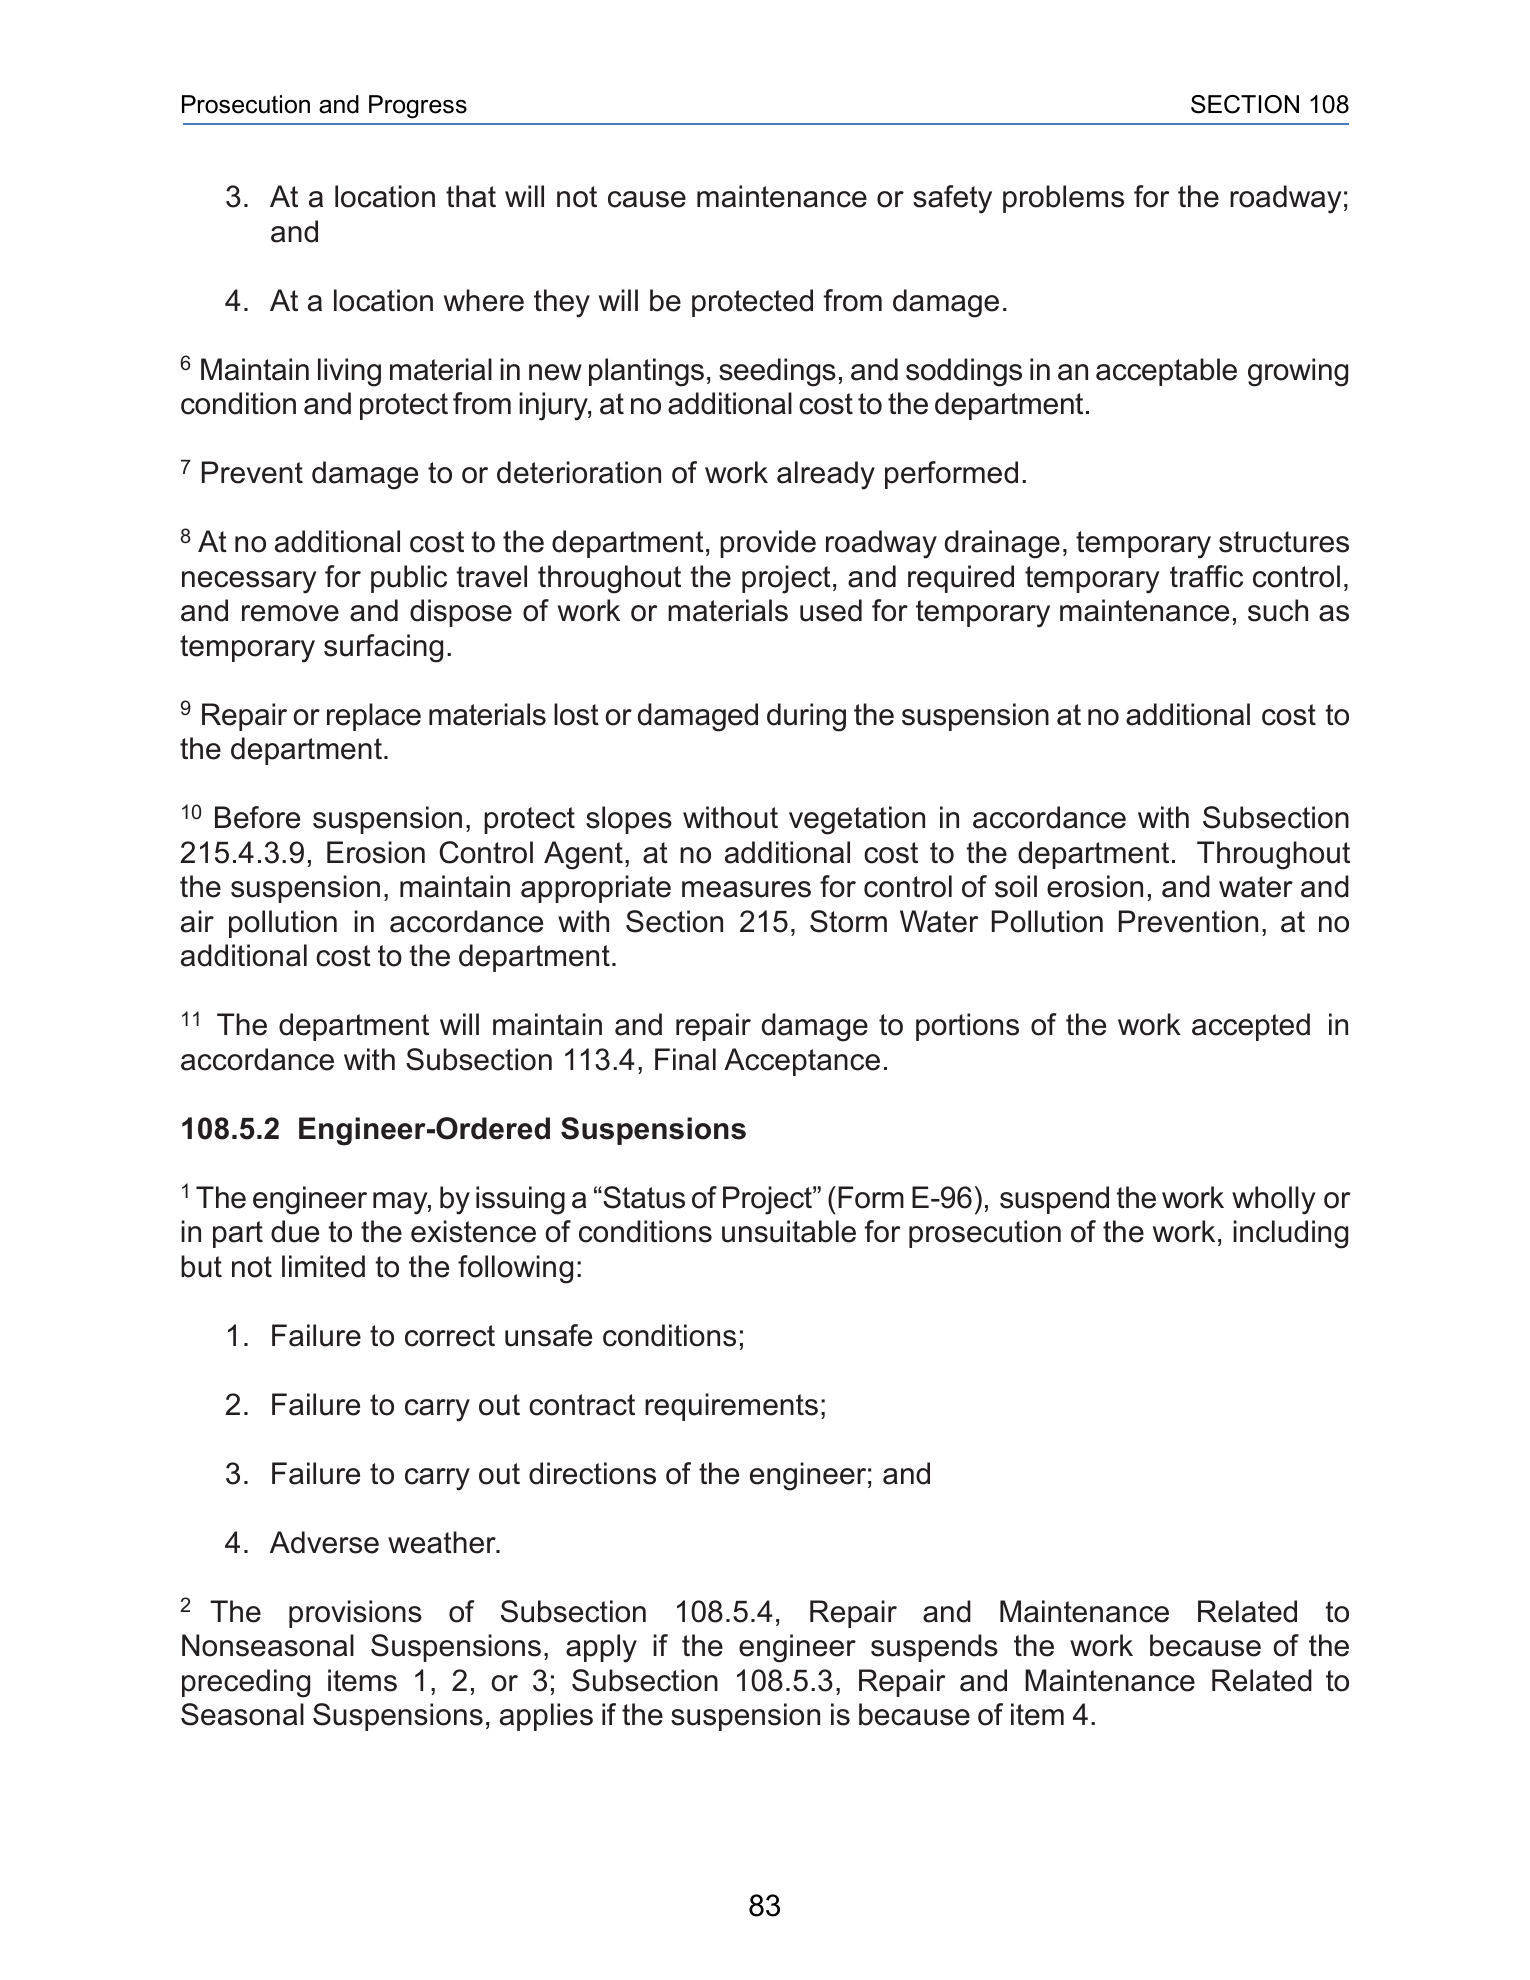 Prosecution and Progress SECTION 108
3. At a location that will not cause maintenance or safety problems for the roadway;
and
4. At a location where they will be protected from damage.
6 Maintain living material in new plantings, seedings, and soddings in an acceptable growing
condition and protect from injury, at no additional cost to the department.
7 Prevent damage to or deterioration of work already performed.
8 At no additional cost to the department, provide roadway drainage, temporary structures
necessary for public travel throughout the project, and required temporary traffic control,
and remove and dispose of work or materials used for temporary maintenance, such as
temporary surfacing.
9 Repair or replace materials lost or damaged during the suspension at no additional cost to
the department.
10 Before suspension, protect slopes without vegetation in accordance with Subsection
215.4.3.9, Erosion Control Agent, at no additional cost to the department. Throughout
the suspension, maintain appropriate measures for control of soil erosion, and water and
air pollution in accordance with Section 215, Storm Water Pollution Prevention, at no
additional cost to the department.
11 The department will maintain and repair damage to portions of the work accepted in
accordance with Subsection 113.4, Final Acceptance.
108.5.2 Engineer-Ordered Suspensions
1 The engineer may, by issuing a “Status of Project” (Form E-96), suspend the work wholly or
in part due to the existence of conditions unsuitable for prosecution of the work, including
but not limited to the following:
1. Failure to correct unsafe conditions;
2. Failure to carry out contract requirements;
3. Failure to carry out directions of the engineer; and
4. Adverse weather.
2 The provisions of Subsection 108.5.4, Repair and Maintenance Related to
Nonseasonal Suspensions, apply if the engineer suspends the work because of the
preceding items 1, 2, or 3; Subsection 108.5.3, Repair and Maintenance Related to
Seasonal Suspensions, applies if the suspension is because of item 4.
83